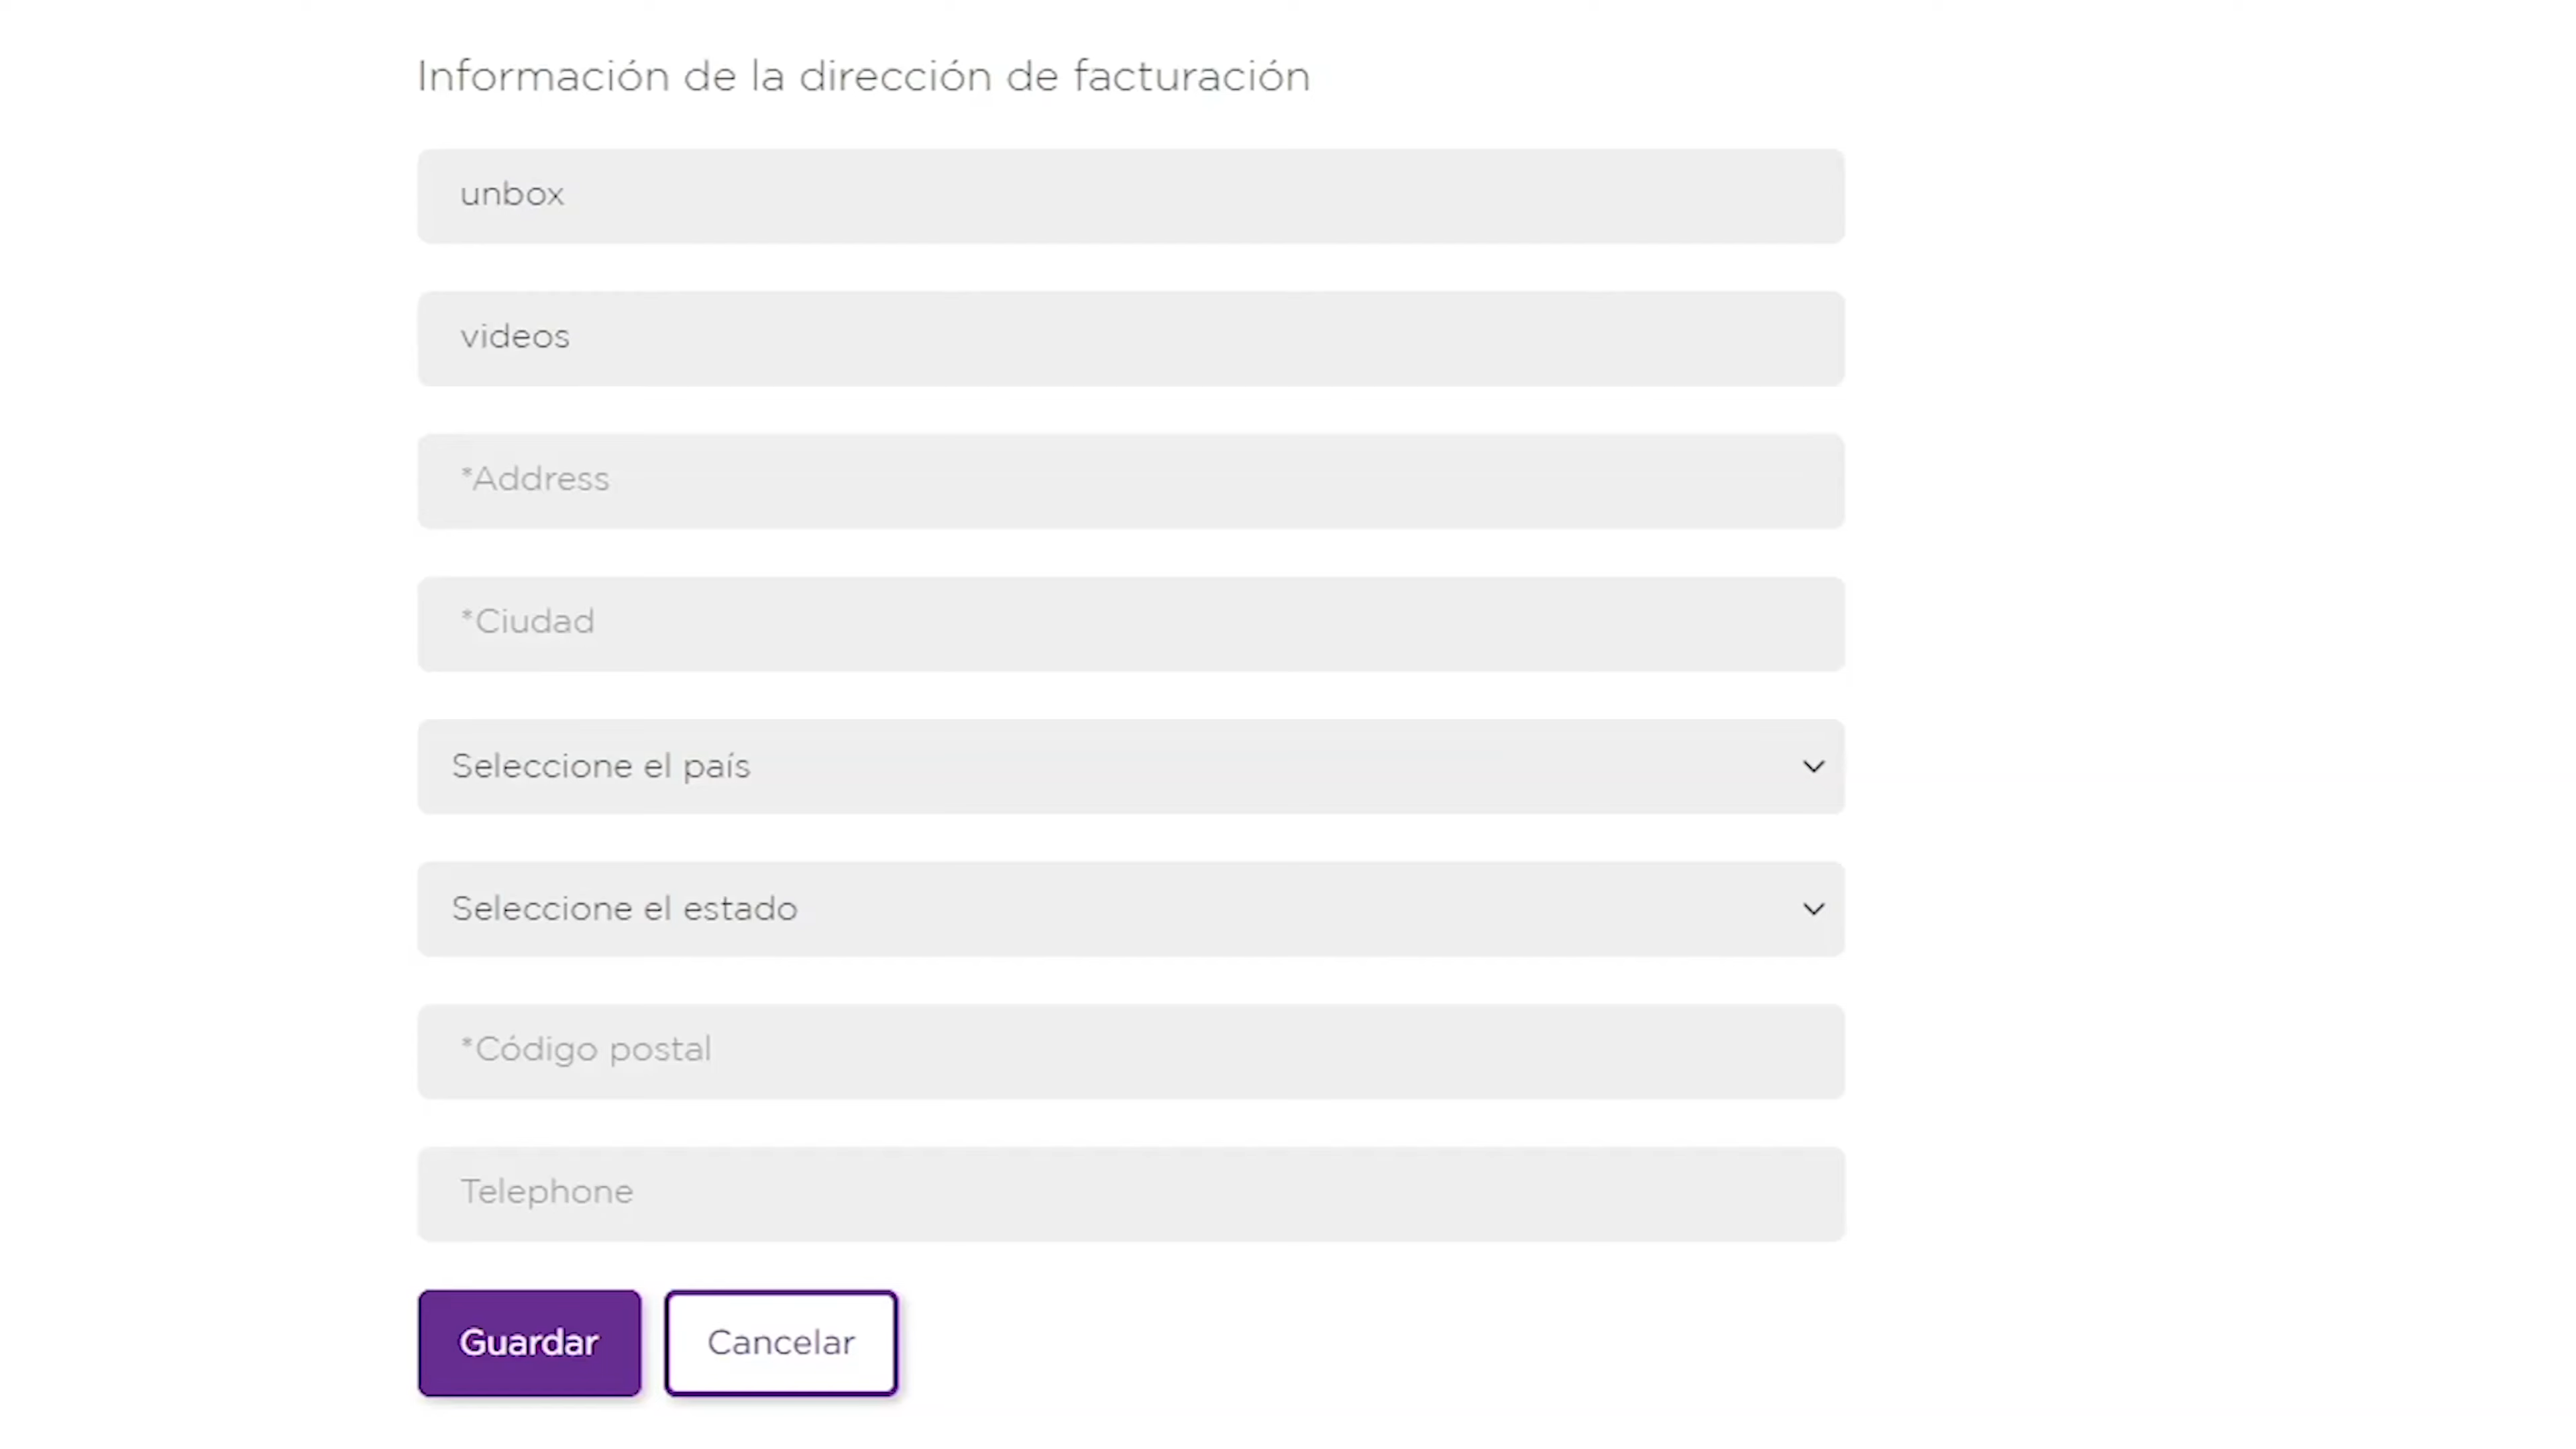 Información de la dirección de facturación
unbox
videos
*Address
*Ciudad
Seleccione el país
Seleccione el estado
*Código postal
Telephone
Guardar
Cancelar